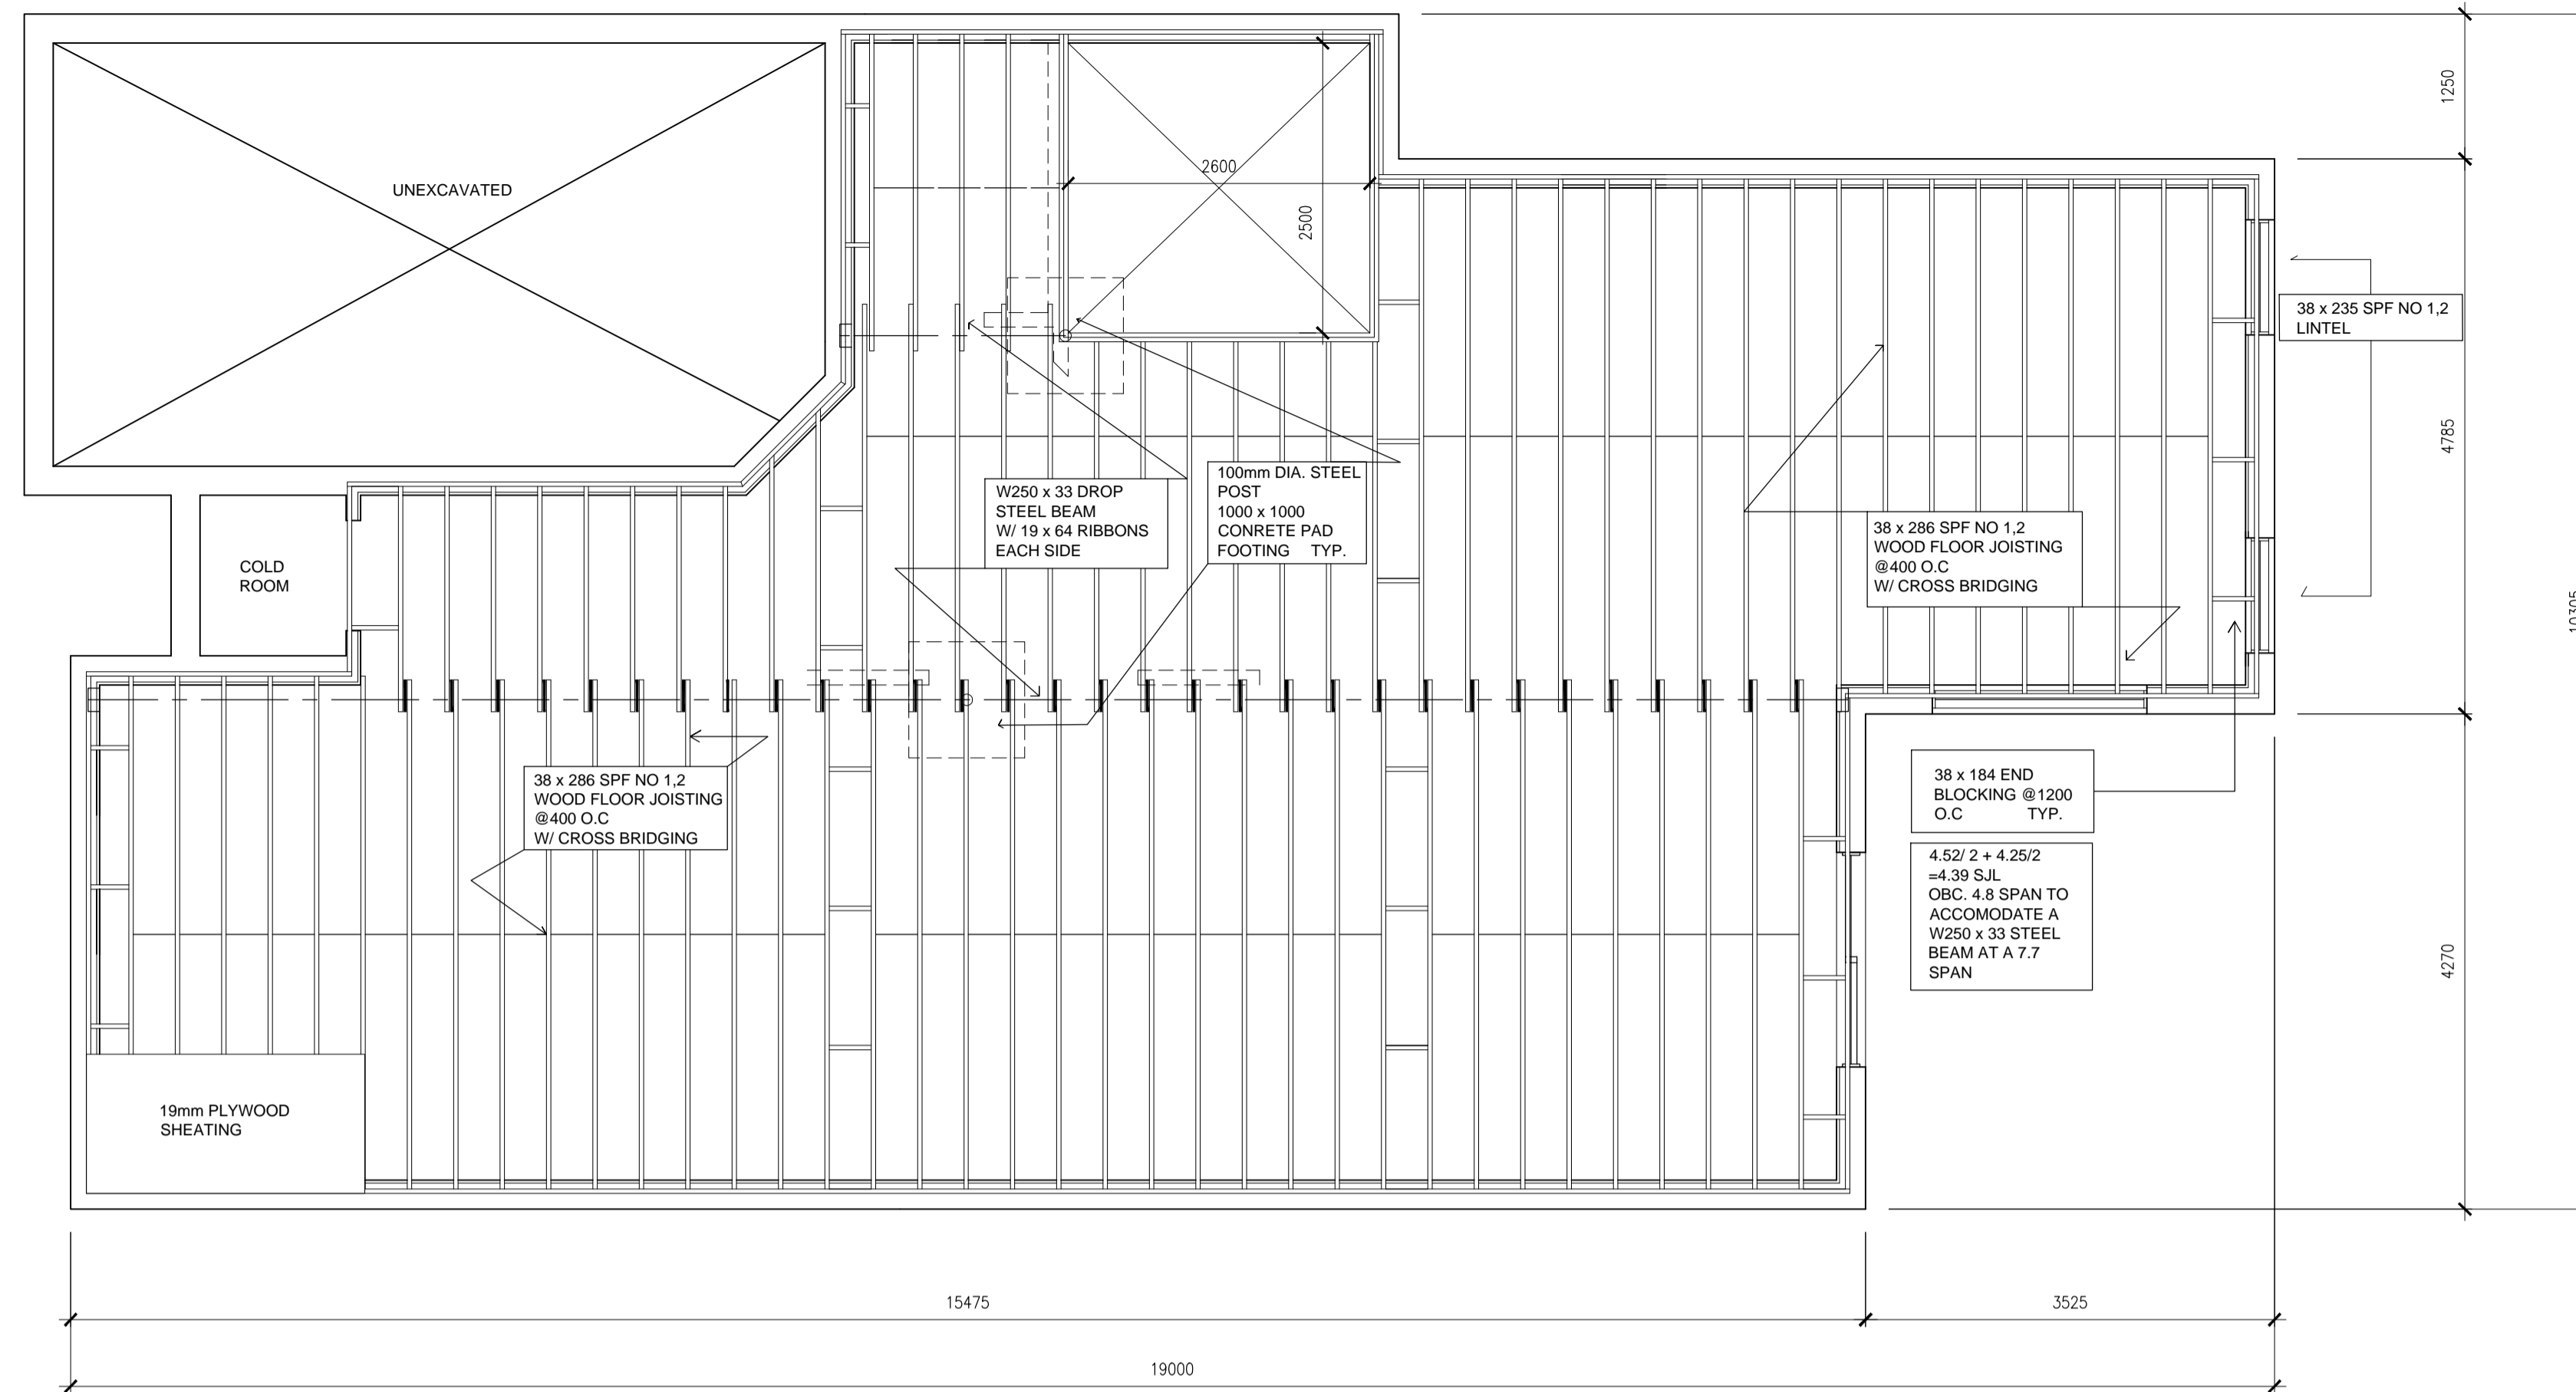 1250
2600
UNEXCAVATED
2500
38 x 235 SPF NO 1,2
LINTEL
4785
W250 x 33 DROP
STEEL BEAM
W/ 19 x 64 RIBBONS
EACH SIDE
100mm DIA. STEEL
POST
1000 x 1000
CONRETE PAD
FOOTING TYP.
38 x 286 SPF NO 1,2
WOOD FLOOR JOISTING
@400 O.C
W/ CROSS BRIDGING
COLD
ROOM
10305
38 x 286 SPF NO 1,2
WOOD FLOOR JOISTING
@400 O.C
W/ CROSS BRIDGING
38 x 184 END
BLOCKING @1200
O.C TYP.
4.52/ 2 + 4.25/2
=4.39 SJL
OBC. 4.8 SPAN TO
ACCOMODATE A
W250 x 33 STEEL
BEAM AT A 7.7
SPAN
4270
19mm PLYWOOD
SHEATING
15475
3525
19000